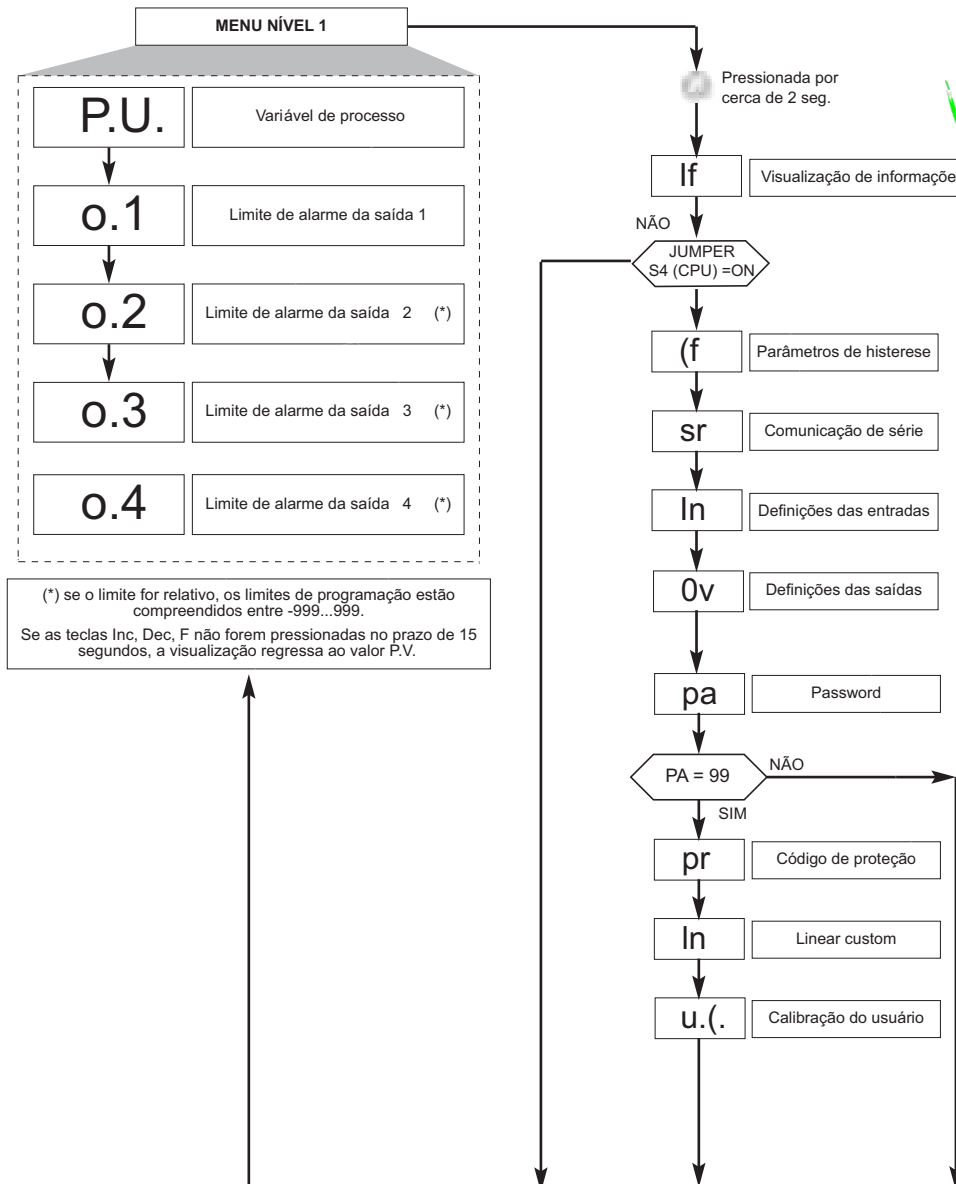 MENU NÍVEL 1
P.U.
Variável de processo
o.1
Limite de alarme da saída 1
o.2
Limite de alarme da saída 2 (*)
o.3
Limite de alarme da saída 3 (*)
o.4
Limite de alarme da saída 4 (*)
(*) se o limite for relativo, os limites de programação estão
compreendidos entre -999...999.
Se as teclas Inc, Dec, F não forem pressionadas no prazo de 15
segundos, a visualização regressa ao valor P.V.
Pressionada por
cerca de 2 seg.
If
Visualização de informaçõe
NÃO
JUMPER
S4 (CPU) =ON
(f
Parâmetros de histerese
sr
Comunicação de série
In
Definições das entradas
0v
Definições das saídas
pa
Password
PA = 99
NÃO
SIM
pr
Código de proteção
ln
Linear custom
u.(.
Calibração do usuário